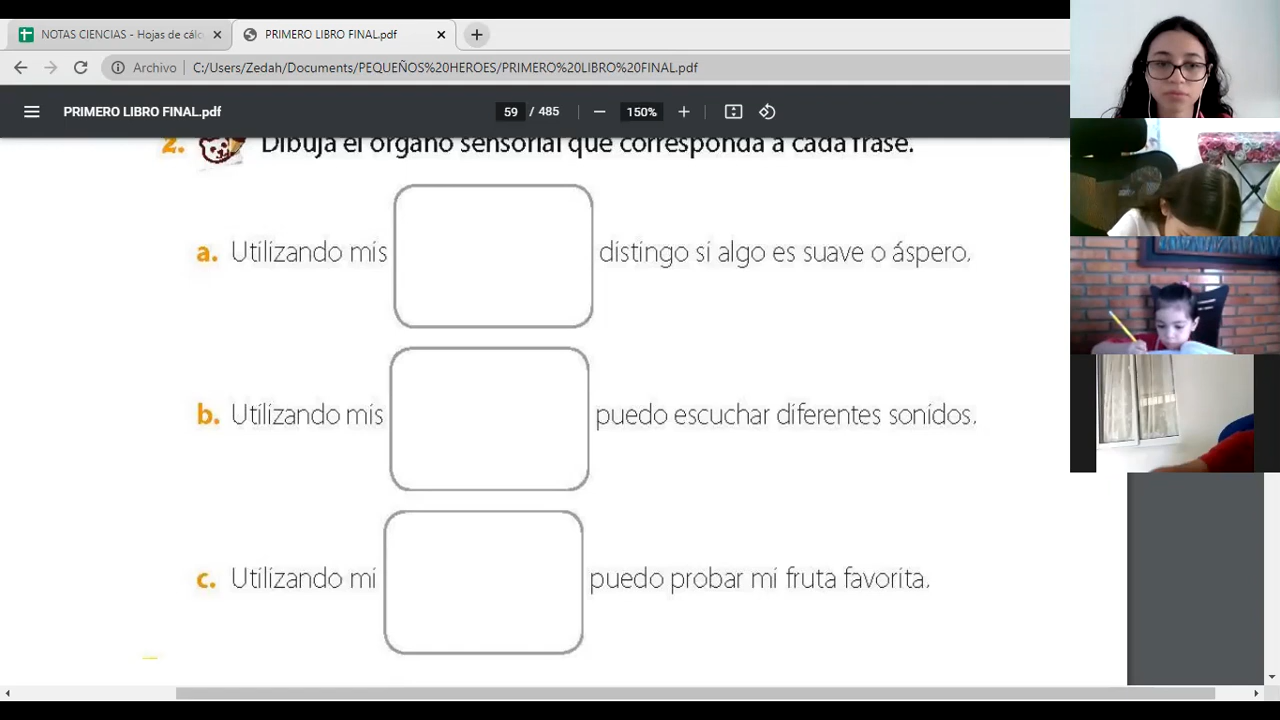 NOTAS CIENCIAS - Hojas de cálc
PRIMERO LIBRO FINAL.pdf
Archivo
C:/Users/Zedah/Documents/PEQUEÑOS%20HEROES/PRIMERO%20LIBRO%20FINAL.pdf
PRIMERO LIBRO FINAL.pdf
59 / 485
150%
2. Dibuja el órgano sensorial que corresponda a cada frase.
a. Utilizando mis distingo si algo es suave o áspero.
b. Utilizando mis puedo escuchar diferentes sonidos.
c. Utilizando mi puedo probar mi fruta favorita.